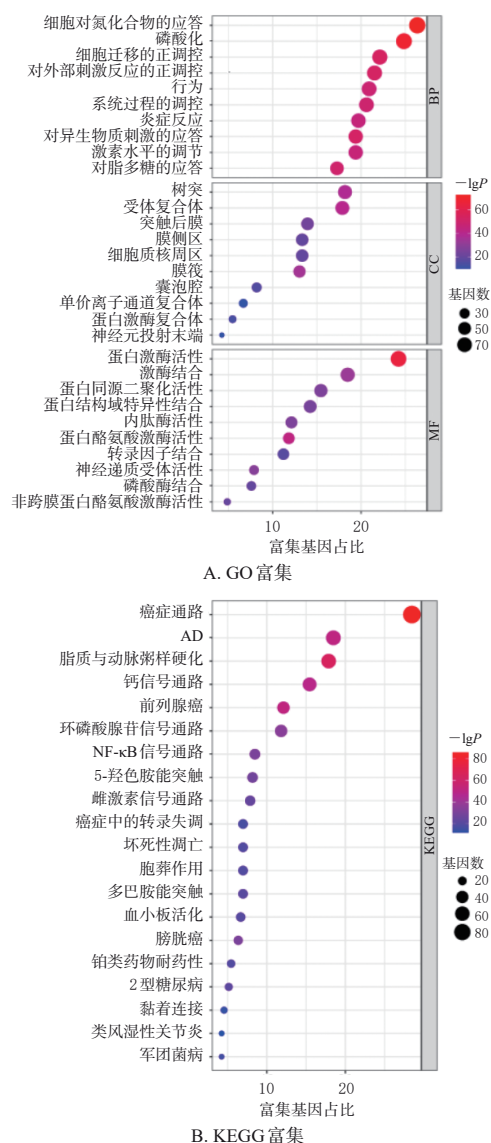 细胞对氮化合物的应答
磷酸化
细胞迁移的正调控
对外部刺激反应的正调控
行为
系统过程的调控
炎症反应
对异生物质刺激的应答
激素水平的调节
对脂多糖的应答
BP
树突
受体复合体
突触后膜
膜侧区
细胞质核周区
膜筏
囊泡腔
单价离子通道复合体
蛋白激酶复合体
神经元投射末端
CC
蛋白激酶活性
激酶结合
蛋白同源二聚化活性
蛋白结构域特异性结合
内肽酶活性
蛋白酪氨酸激酶活性
转录因子结合
神经递质受体活性
磷酸酶结合
非跨膜蛋白酪氨酸激酶活性
MF
10 20
富集基因占比
−lgP
60
40
20
基因数
30
50
70
A. GO富集
癌症通路
AD
脂质与动脉粥样硬化
钙信号通路
前列腺癌
环磷酸腺苷信号通路
NF-κB信号通路
5-羟色胺能突触
雌激素信号通路
癌症中的转录失调
坏死性凋亡
胞葬作用
多巴胺能突触
血小板活化
膀胱癌
铂类药物耐药性
2型糖尿病
黏着连接
类风湿性关节炎
军团菌病
KEGG
10 20
富集基因占比
−lgP
80
60
40
20
基因数
20
40
60
80
B. KEGG富集